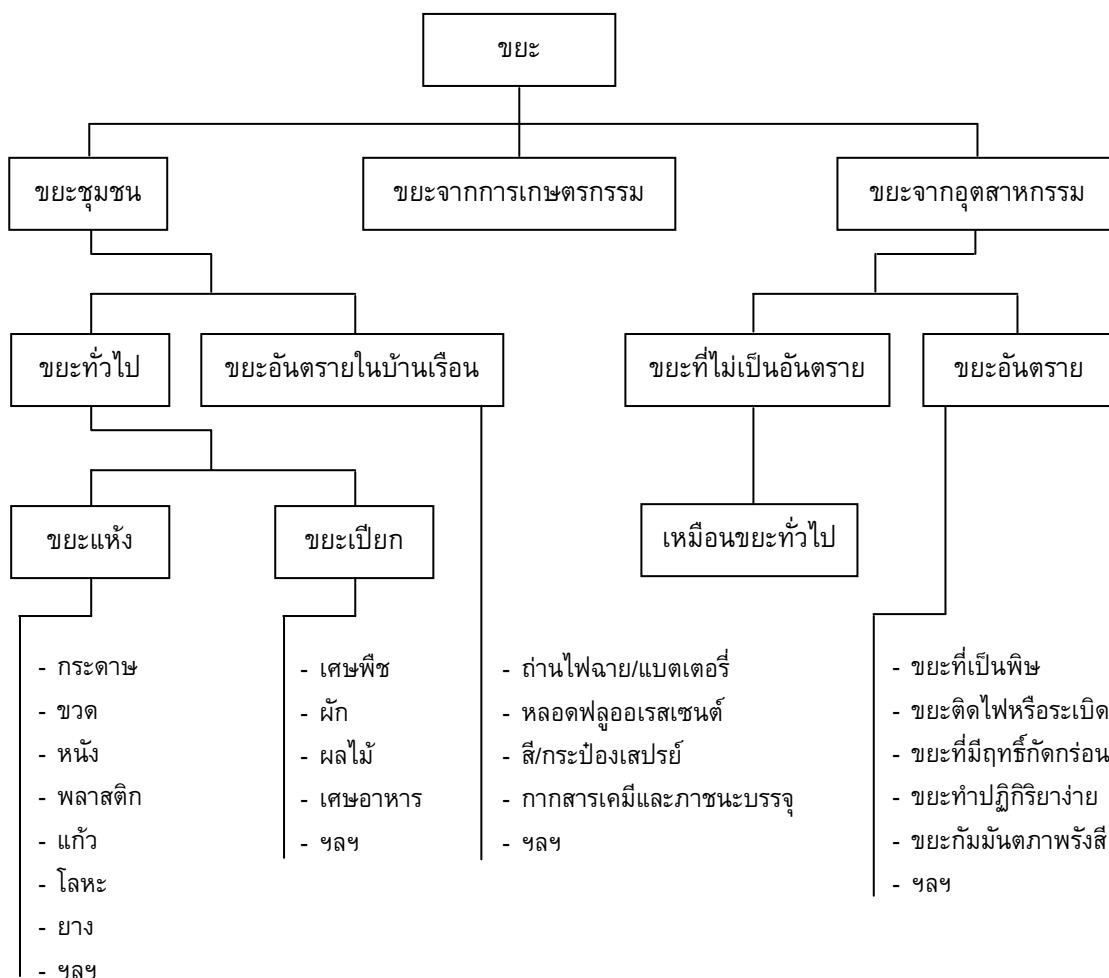 ขยะ
ขยะชุมชน
ขยะจากการเกษตรกรรม
ขยะจากอุตสาหกรรม
ขยะทั่วไป
ขยะอันตรายในบ้านเรือน
ขยะที่ไม่เป็นอันตราย
ขยะอันตราย
ขยะแห้ง
ขยะเปียก
เหมือนขยะทั่วไป
- กระดาษ
- ขวด
- หนัง
- พลาสติก
- แก้ว
- โลหะ
- ยาง
- ฯลฯ
- เศษพืช
- ผัก
- ผลไม้
- เศษอาหาร
- ฯลฯ
- ถ่านไฟฉาย/แบตเตอรี่
- หลอดฟลูออเรสเซนต์
- สี/กระป๋องเสปรย์
- กากสารเคมีและภาชนะบรรจุ
- ฯลฯ
- ขยะที่เป็นพิษ
- ขยะติดไฟหรือระเบิด
- ขยะที่มีฤทธิ์กัดกร่อน
- ขยะทำปฏิกิริยาง่าย
- ขยะกัมมันตภาพรังสี
- ฯลฯ